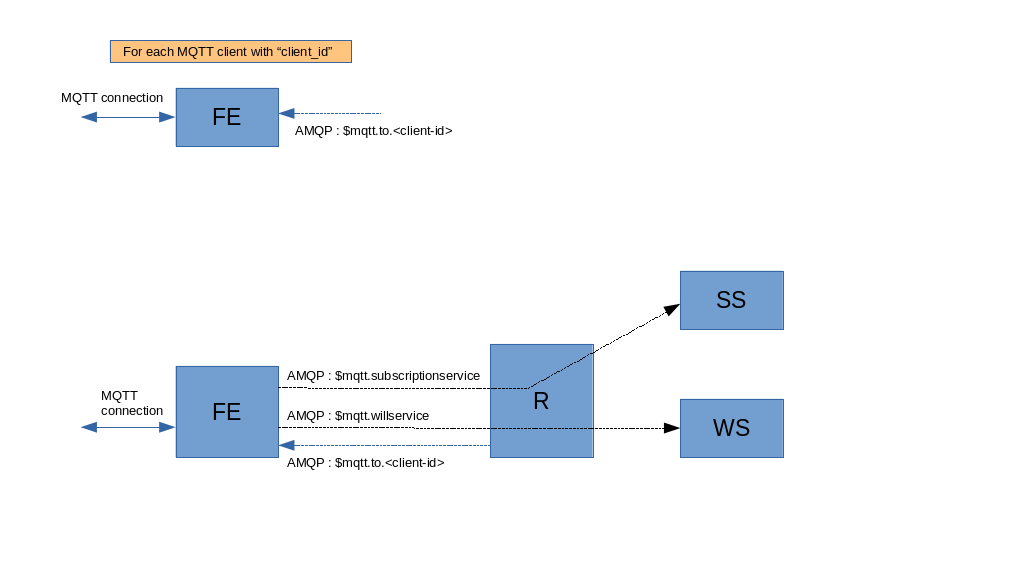 For each MQTT client with “client_id”
MQTT connection
FE
AMQP : $mqtt.to.<client-id>
SS
AMQP : $mqtt.subscriptionservice
MQTT
connection
FE
R
AMQP : $mqtt.willservice
WS
AMQP : $mqtt.to.<client-id>